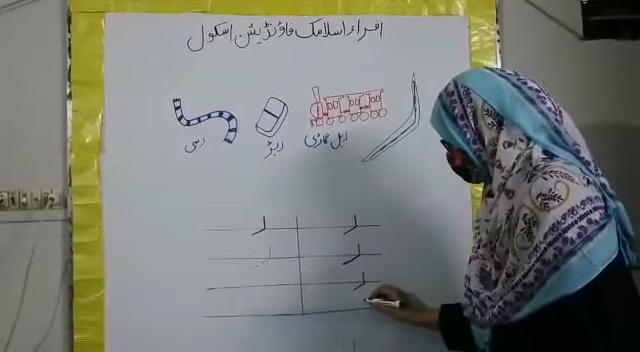 اقراء اسلامک فاؤنڈیشن اسکول
ریل گاڑی
ربڑ
رسی
ر
ر ر
ر ر
ر